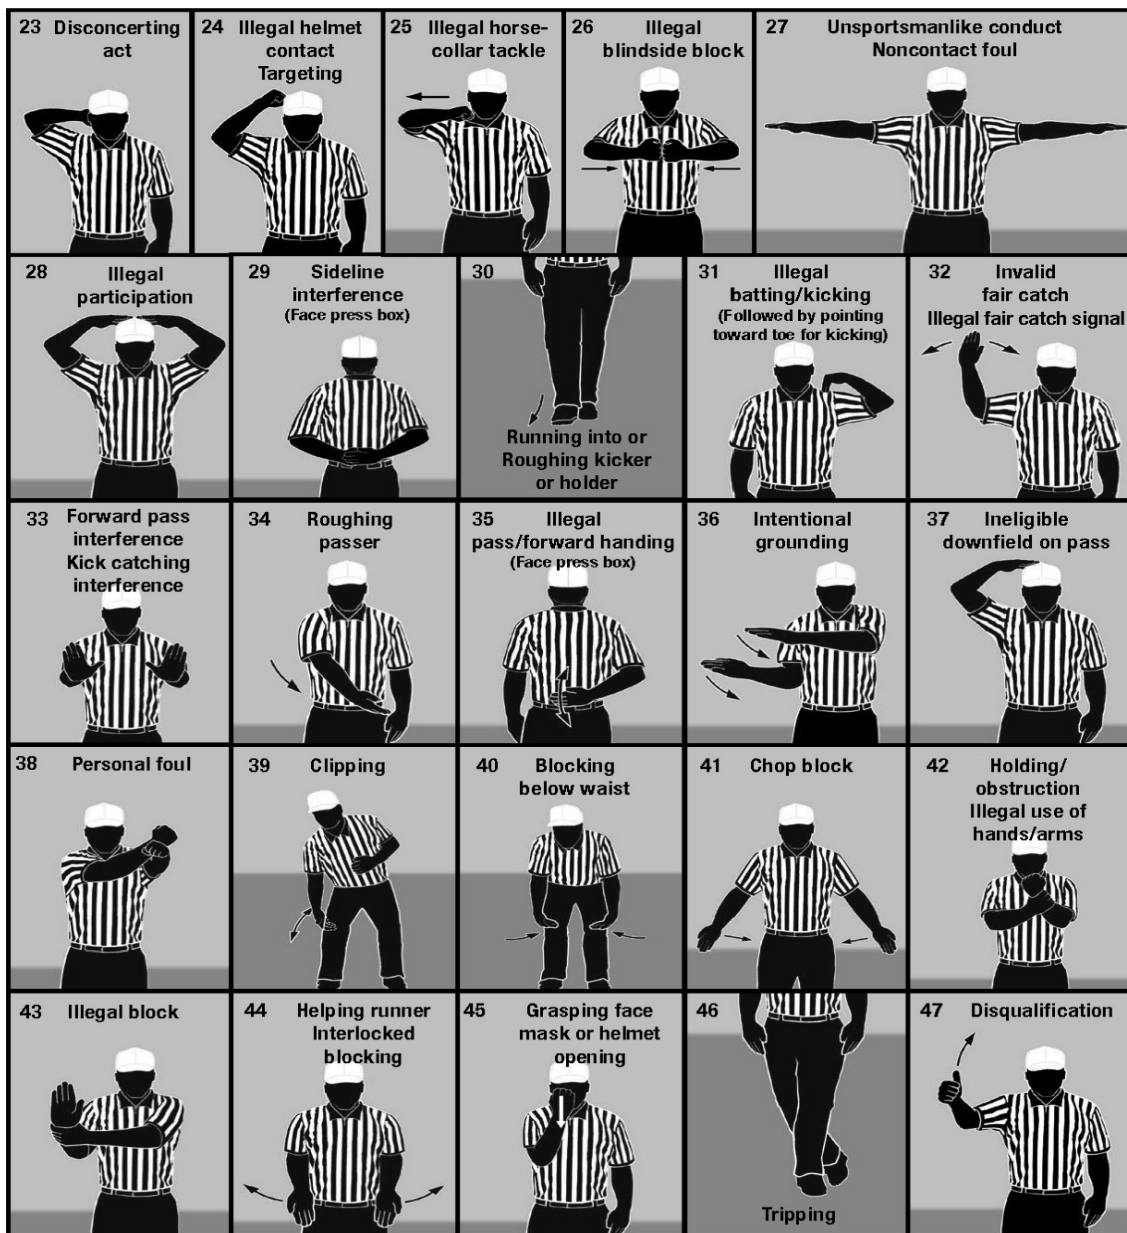 23 Disconcerting
act
24 Illegal helmet
contact
Targeting
25 Illegal horse-
collar tackle
26 Illegal
blindside block
27 Unsportsmanlike conduct
Noncontact foul
28 Illegal
participation
29 Sideline
interference
(Face press box)
30
Running into or
Roughing kicker
or holder
31 Illegal
batting/kicking
(Followed by pointing
toward toe for kicking)
32 Invalid
fair catch
Illegal fair catch signal
33 Forward pass
interference
Kick catching
interference
34 Roughing
passer
35 Illegal
pass/forward handing
(Face press box)
36 Intentional
grounding
37 Ineligible
downfield on pass
38 Personal foul
39 Clipping
40 Blocking
below waist
41 Chop block
42 Holding/
obstruction
Illegal use of
hands/arms
43 Illegal block
44 Helping runner
Interlocked
blocking
45 Grasping face
mask or helmet
opening
46
Tripping
47 Disqualification